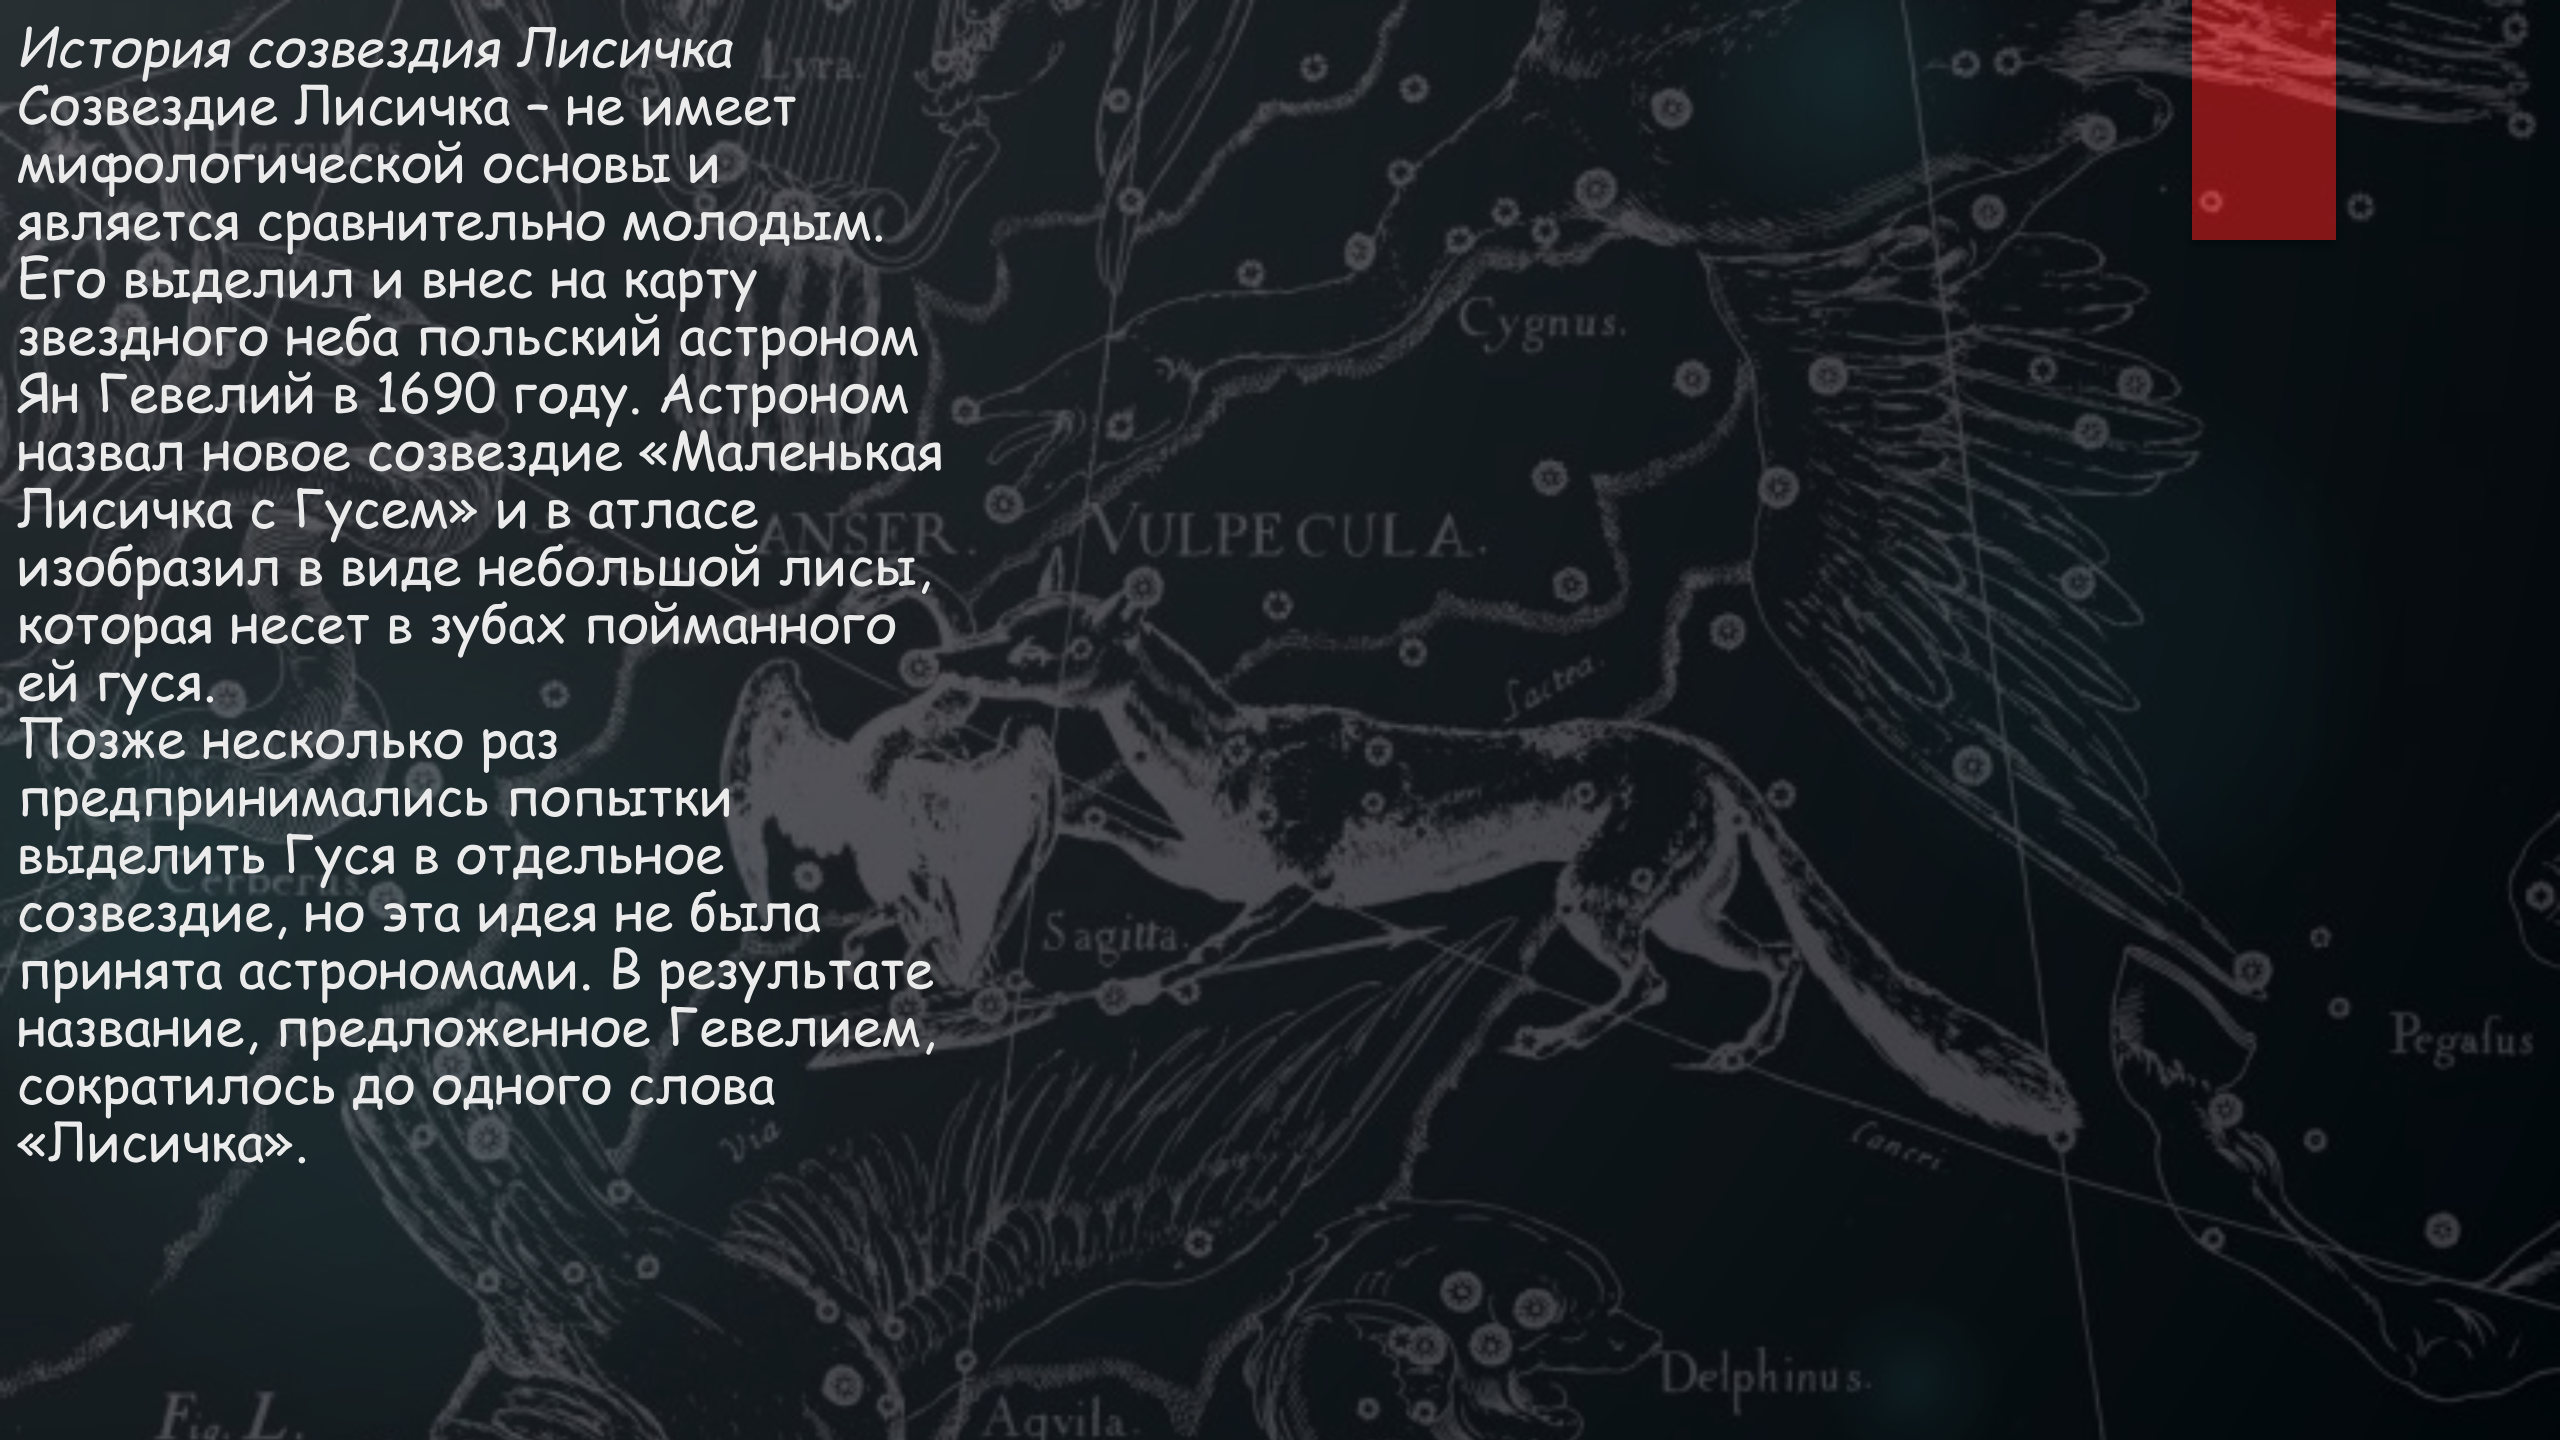 История созвездия Лисичка
Созвездие Лисичка – не имеет
мифологической основы и
является сравнительно молодым.
Его выделил и внес на карту
звездного неба польский астроном
Ян Гевелий в 1690 году. Астроном
назвал новое созвездие «Маленькая
Лисичка с Гусем» и в атласе
изобразил в виде небольшой лисы,
которая несет в зубах пойманного
ей гуся.
Позже несколько раз
предпринимались попытки
выделить Гуся в отдельное
созвездие, но эта идея не была
принята астрономами. В результате
название, предложенное Гевелием,
сократилось до одного слова
«Лисичка».
Lyra.
Hercules
Cygnus.
ANSER. VULPECULA.
Lactea.
Cerberus.
Sagitta.
Pegaſus
Via
Cancri
Delphinus.
Fig. L.
Aqvila.